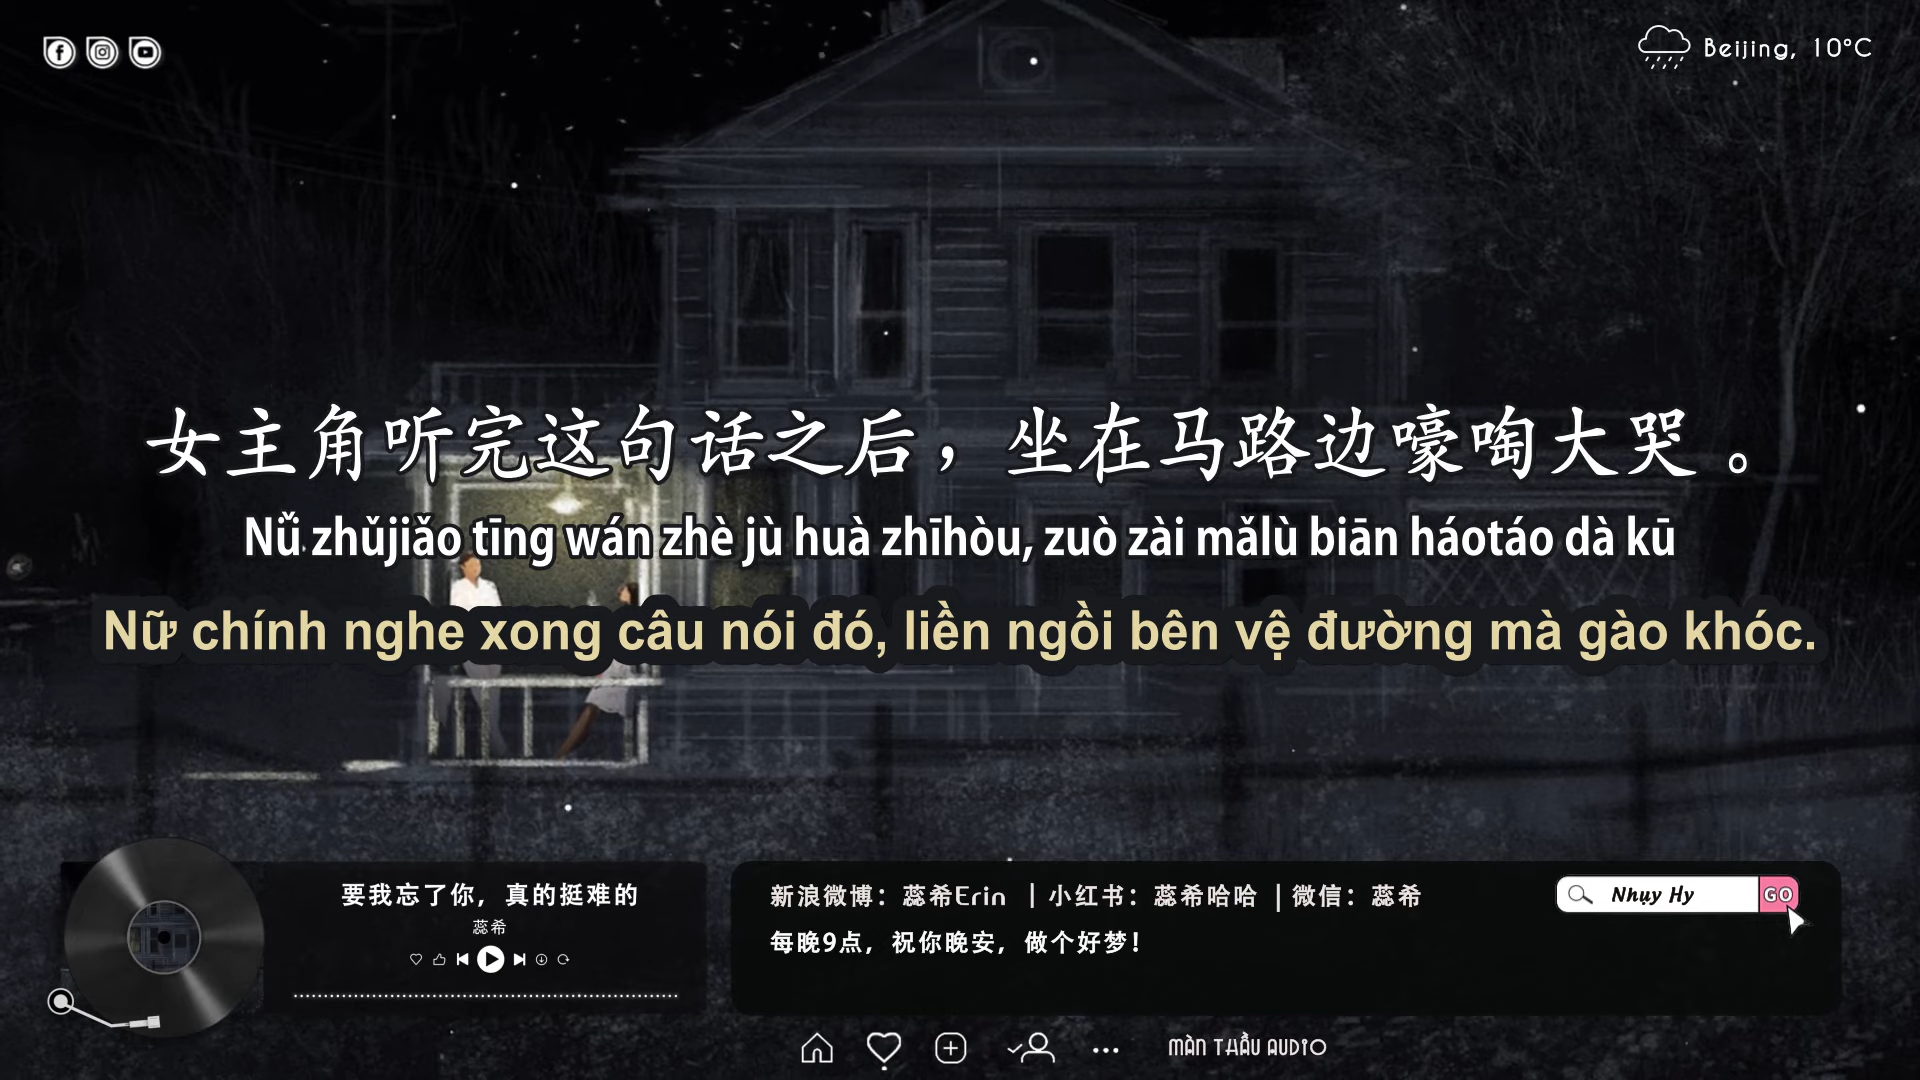 Beijing, 10°C
女主角听完这句话之后，坐在马路边嚎啕大哭。
Nǚ zhǔjiǎo tīng wán zhè jù huà zhīhòu, zuò zài mǎlù biān háotáo dà kū
Nữ chính nghe xong câu nói đó, liền ngồi bên vệ đường mà gào khóc.
要我忘了你，真的挺难的
蕊希
新浪微博：蕊希Erin ｜小红书：蕊希哈哈 ｜微信：蕊希
每晚9点，祝你晚安，做个好梦！
Nhụy Hy
GO
MÀN THẦU AUDIO